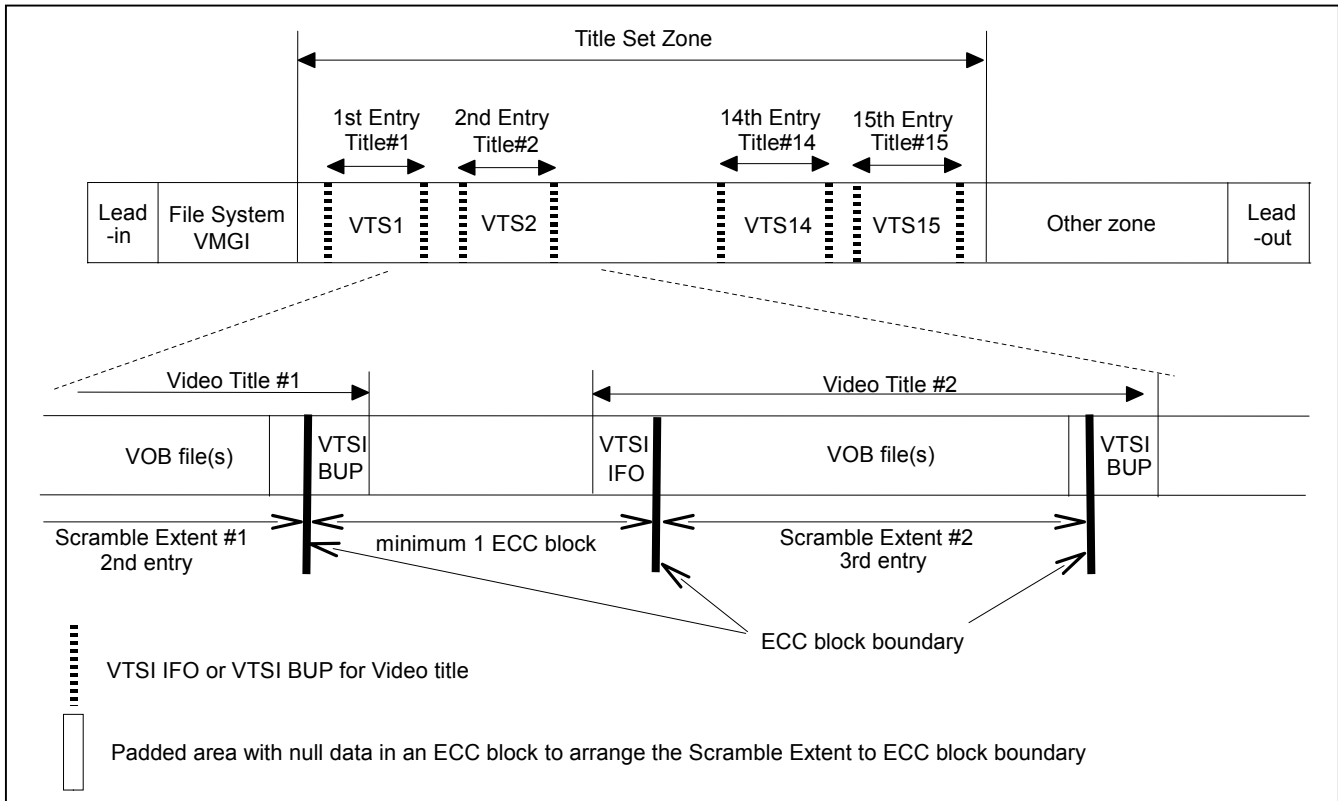 Title Set Zone
1st Entry
Title#1
2nd Entry
Title#2
14th Entry
Title#14
15th Entry
Title#15
Lead
-in
File System
VMGI
VTS1
VTS2
VTS14
VTS15
Other zone
Lead
-out
Video Title #1
Video Title #2
VOB file(s)
VTSI
BUP
VTSI
IFO
VOB file(s)
VTSI
BUP
Scramble Extent #1
2nd entry
minimum 1 ECC block
Scramble Extent #2
3rd entry
ECC block boundary
VTSI IFO or VTSI BUP for Video title
Padded area with null data in an ECC block to arrange the Scramble Extent to ECC block boundary